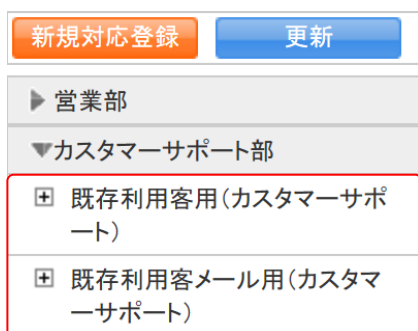 新規対応登録 更新
営業部
カスタマーサポート部
既存利用客用（カスタマーサポ
ート）
既存利用客メール用（カスタマ
ーサポート）